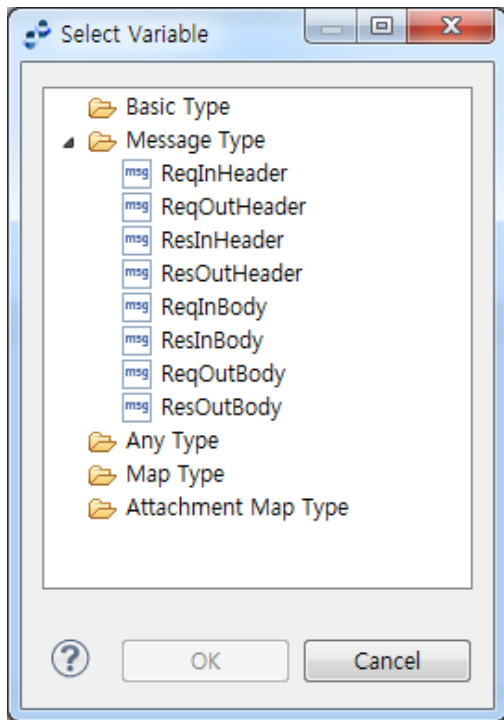 Select Variable
Basic Type
Message Type
msg ReqInHeader
msg ReqOutHeader
msg ResInHeader
msg ResOutHeader
msg ReqInBody
msg ResInBody
msg ReqOutBody
msg ResOutBody
Any Type
Map Type
Attachment Map Type
? OK Cancel